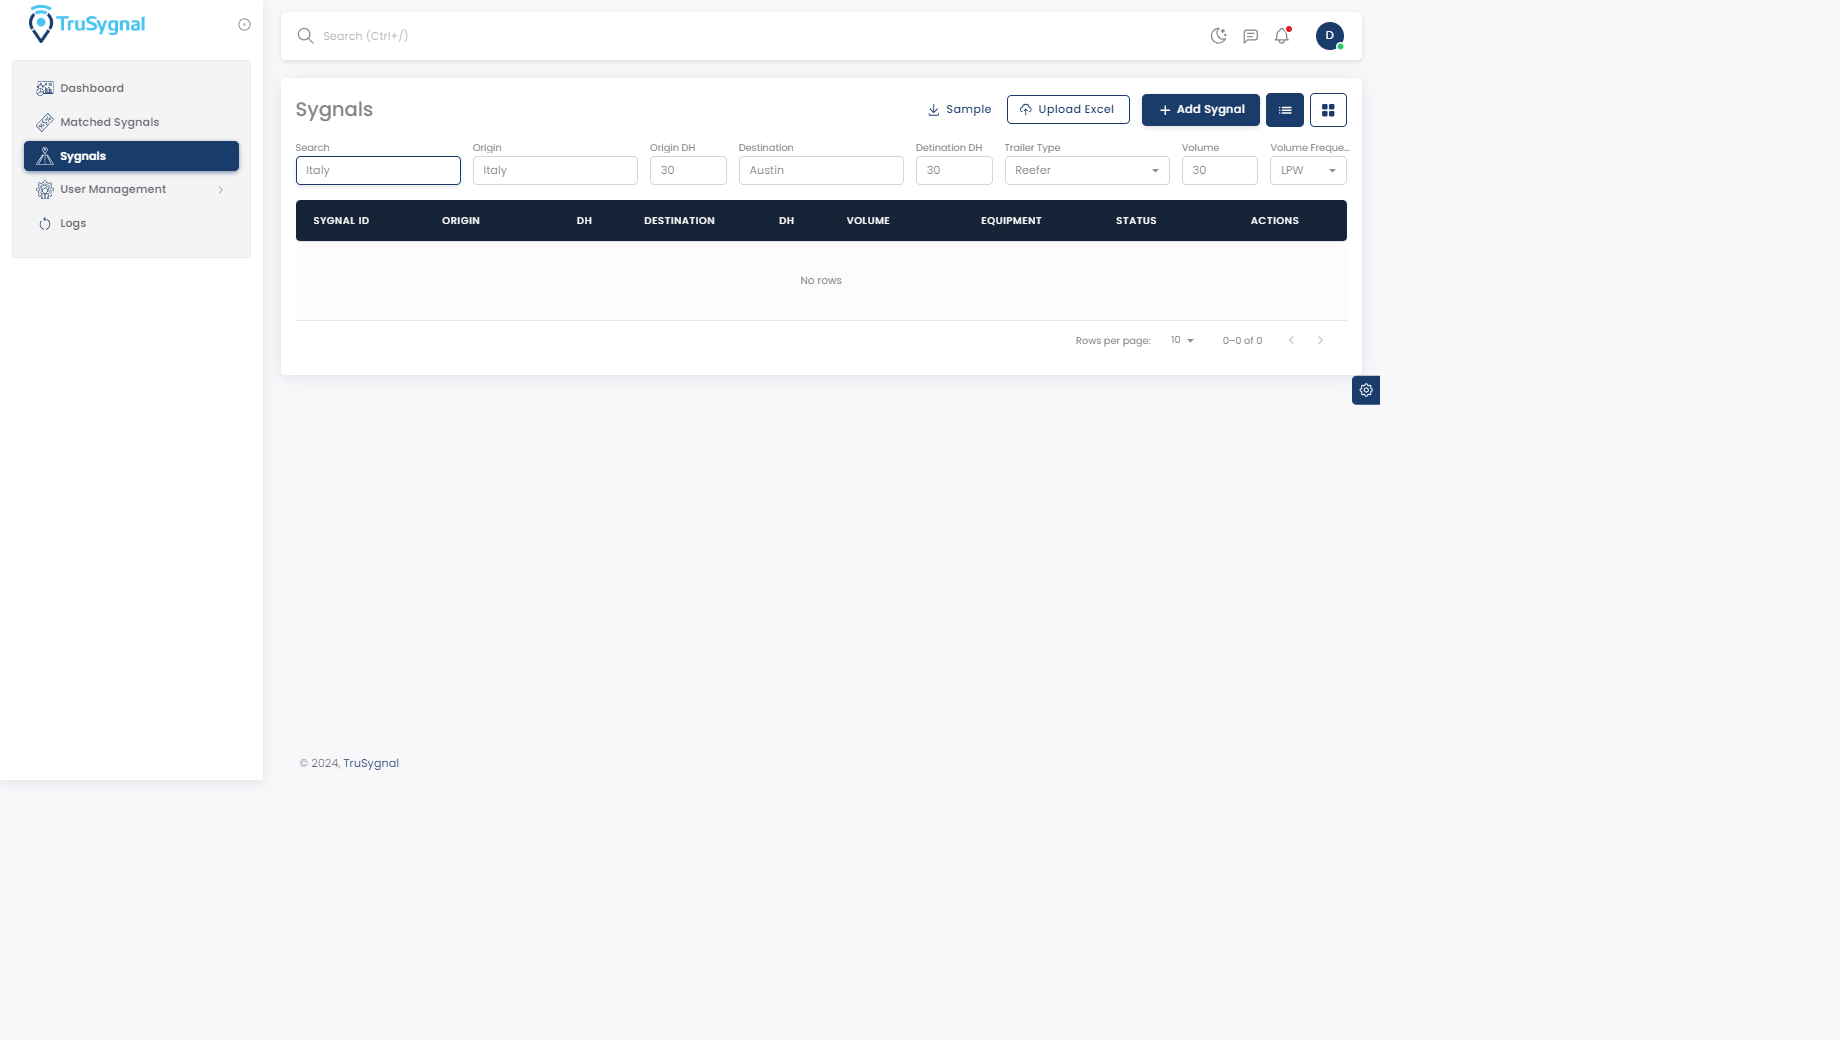 TruSygnal
Search (Ctrl+/)
D
Dashboard
Matched Sygnals
Sygnals
User Management
Logs
Sygnals
Sample
Upload Excel
Add Sygnal
Search
Origin
Origin DH
Destination
Detination DH
Trailer Type
Volume
Volume Freque...
Italy
Italy
30
Austin
30
Reefer
30
LPW
SYGNAL ID
ORIGIN
DH
DESTINATION
DH
VOLUME
EQUIPMENT
STATUS
ACTIONS
No rows
Rows per page:
10
0–0 of 0
© 2024, TruSygnal